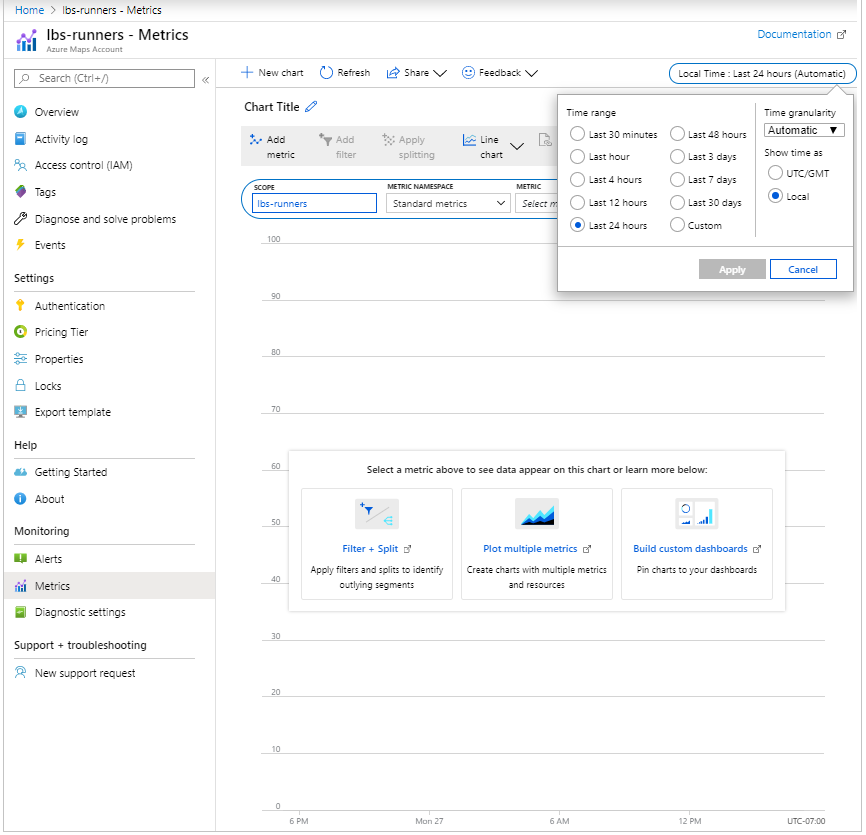 Home > lbs-runners - Metrics
lbs-runners - Metrics
Azure Maps Account
Documentation
Search (Ctrl+/)
«
Overview
Activity log
Access control (IAM)
Tags
Diagnose and solve problems
Events
Settings
Authentication
Pricing Tier
Properties
Locks
Export template
Help
Getting Started
About
Monitoring
Alerts
Metrics
Diagnostic settings
Support + troubleshooting
New support request
New chart
Refresh
Share
Feedback
Local Time : Last 24 hours (Automatic)
Chart Title
Add metric
Add filter
Apply splitting
Line chart
SCOPE
lbs-runners
METRIC NAMESPACE
Standard metrics
METRIC
Select m
Time range
Last 30 minutes
Last hour
Last 4 hours
Last 12 hours
Last 24 hours
Last 48 hours
Last 3 days
Last 7 days
Last 30 days
Custom
Time granularity
Automatic
Show time as
UTC/GMT
Local
Apply
Cancel
100
90
80
70
60
50
40
30
20
10
0
Select a metric above to see data appear on this chart or learn more below:
Filter + Split
Apply filters and splits to identify
outlying segments
Plot multiple metrics
Create charts with multiple metrics
and resources
Build custom dashboards
Pin charts to your dashboards
6 PM
Mon 27
6 AM
12 PM
UTC-07:00